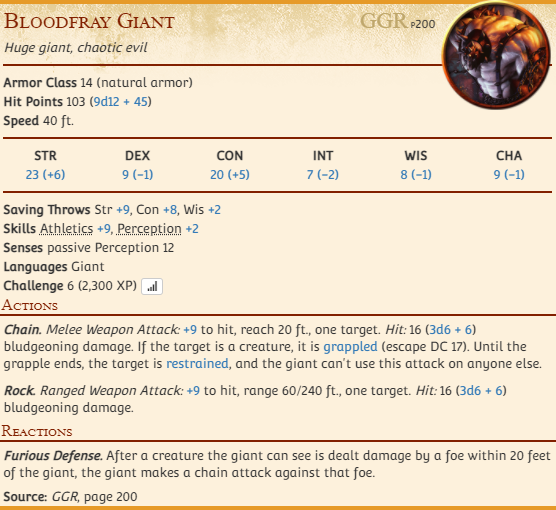 Bloodfray Giant GGR p200
Huge giant, chaotic evil
Armor Class 14 (natural armor)
Hit Points 103 (9d12 + 45)
Speed 40 ft.
STR DEX CON INT WIS CHA
23 (+6) 9 (−1) 20 (+5) 7 (−2) 8 (−1) 9 (−1)
Saving Throws Str +9, Con +8, Wis +2
Skills Athletics +9, Perception +2
Senses passive Perception 12
Languages Giant
Challenge 6 (2,300 XP)
Actions
Chain. Melee Weapon Attack: +9 to hit, reach 20 ft., one target. Hit: 16 (3d6 + 6)
bludgeoning damage. If the target is a creature, it is grappled (escape DC 17). Until the
grapple ends, the target is restrained, and the giant can't use this attack on anyone else.
Rock. Ranged Weapon Attack: +9 to hit, range 60/240 ft., one target. Hit: 16 (3d6 + 6)
bludgeoning damage.
Reactions
Furious Defense. After a creature the giant can see is dealt damage by a foe within 20 feet
of the giant, the giant makes a chain attack against that foe.
Source: GGR, page 200